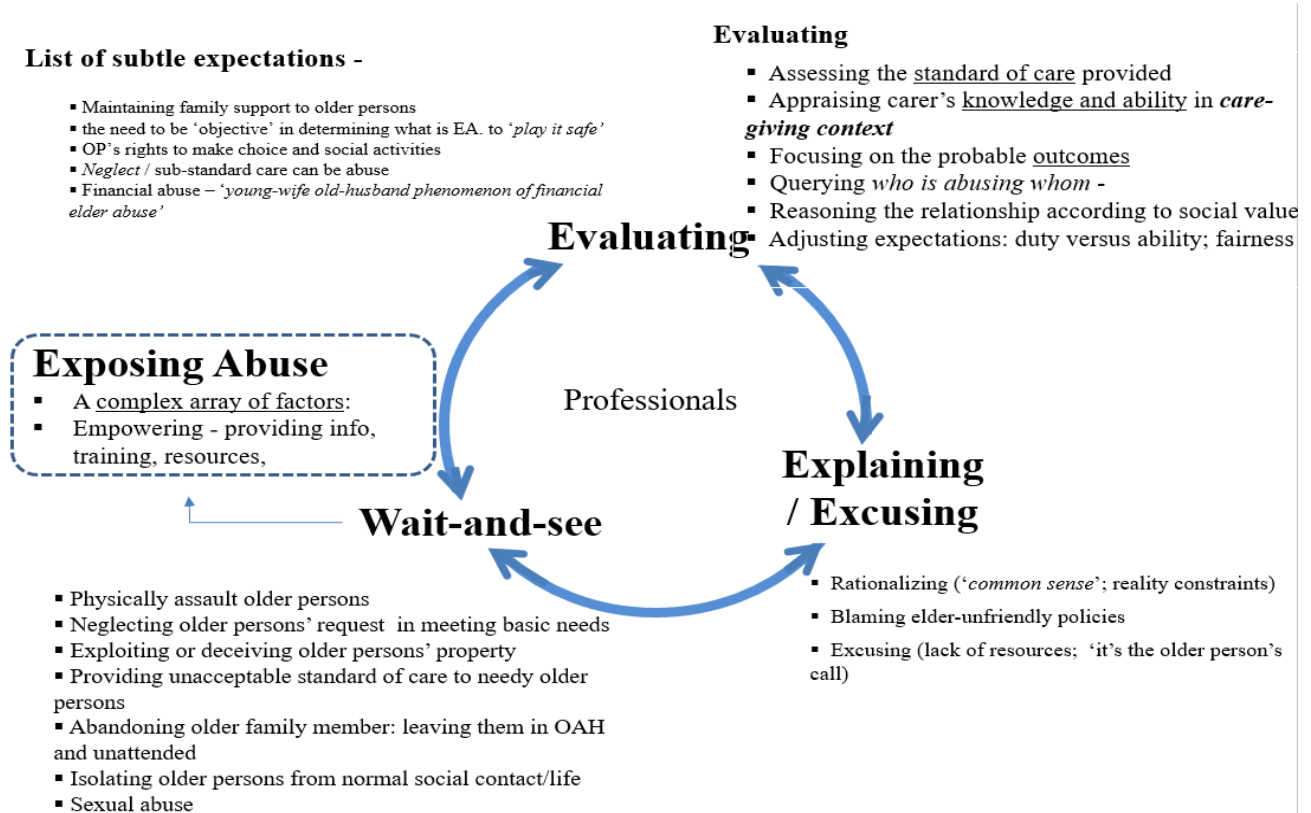 List of subtle expectations -
▪ Maintaining family support to older persons
▪ the need to be ‘objective’ in determining what is EA. to ‘play it safe’
▪ OP’s rights to make choice and social activities
▪ Neglect / sub-standard care can be abuse
▪ Financial abuse – ‘young-wife old-husband phenomenon of financial
elder abuse’
Evaluating
▪ Assessing the standard of care provided
▪ Appraising carer’s knowledge and ability in care-
giving context
▪ Focusing on the probable outcomes
▪ Querying who is abusing whom -
▪ Reasoning the relationship according to social value
▪ Adjusting expectations: duty versus ability; fairness
Evaluating
Exposing Abuse
▪ A complex array of factors:
▪ Empowering - providing info,
training, resources,
Professionals
Explaining
/ Excusing
▪ Rationalizing (‘common sense’; reality constraints)
▪ Blaming elder-unfriendly policies
▪ Excusing (lack of resources; ‘it’s the older person’s
call)
Wait-and-see
▪ Physically assault older persons
▪ Neglecting older persons’ request in meeting basic needs
▪ Exploiting or deceiving older persons’ property
▪ Providing unacceptable standard of care to needy older
persons
▪ Abandoning older family member: leaving them in OAH
and unattended
▪ Isolating older persons from normal social contact/life
▪ Sexual abuse